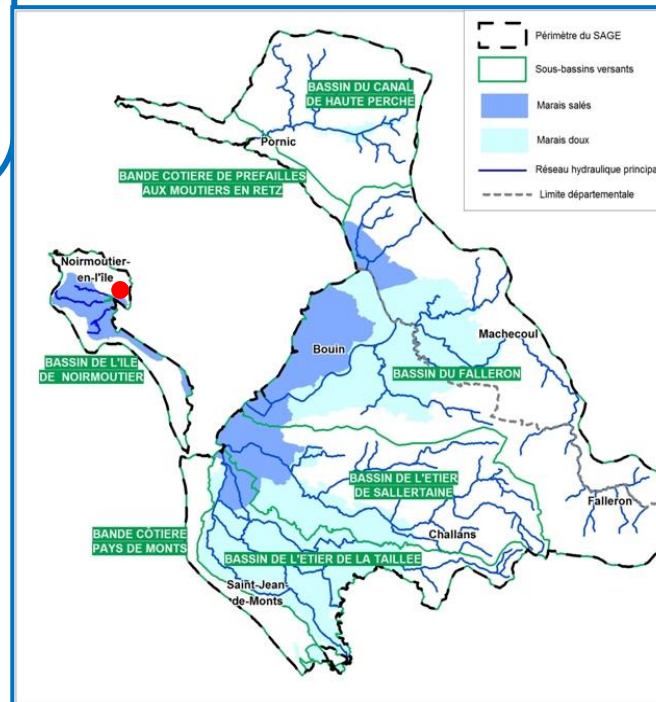 Périmètre du SAGE
Sous-bassins versants
Marais salés
Marais doux
Réseau hydraulique principal
Limite départementale
BASSIN DU CANAL
DE HAUTE PERCHE
Pornic
BANDE COTIERE DE PREFAILLES
AUX MOUTIERS EN RETZ
Noirmoutier-
en-l'île
Machecoul
Bouin
BASSIN DE L'ILE
DE NOIRMOUTIER
BASSIN DU FALLERON
BASSIN DE L'ETIER
DE SALLERTAINE
Falleron
Challans
BANDE CÔTIERE
PAYS DE MONTS
BASSIN DE L'ETIER DE LA TAILLEE
Saint-Jean-
de-Monts